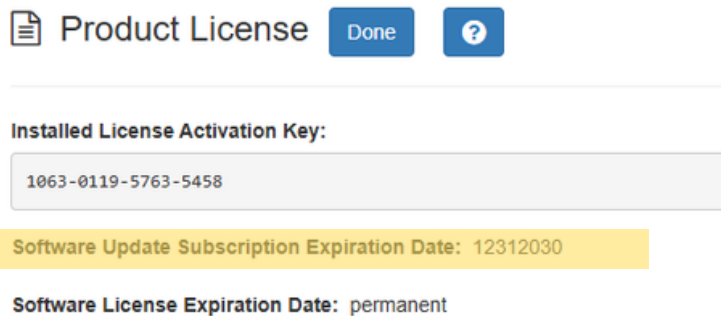 Product License Done ?
Installed License Activation Key:
1063-0119-5763-5458
Software Update Subscription Expiration Date: 12312030
Software License Expiration Date: permanent